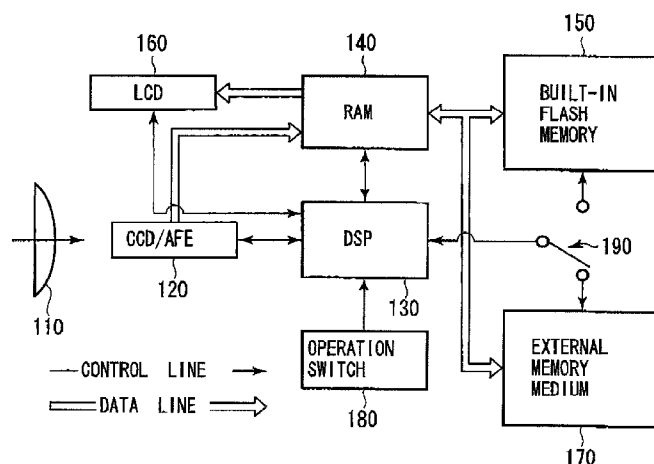 150
160
140
LCD
RAM
BUILT-IN
FLASH
MEMORY
CCD/AFE
DSP
190
120
130
110
OPERATION
SWITCH
EXTERNAL
MEMORY
MEDIUM
CONTROL LINE
DATA LINE
180
170